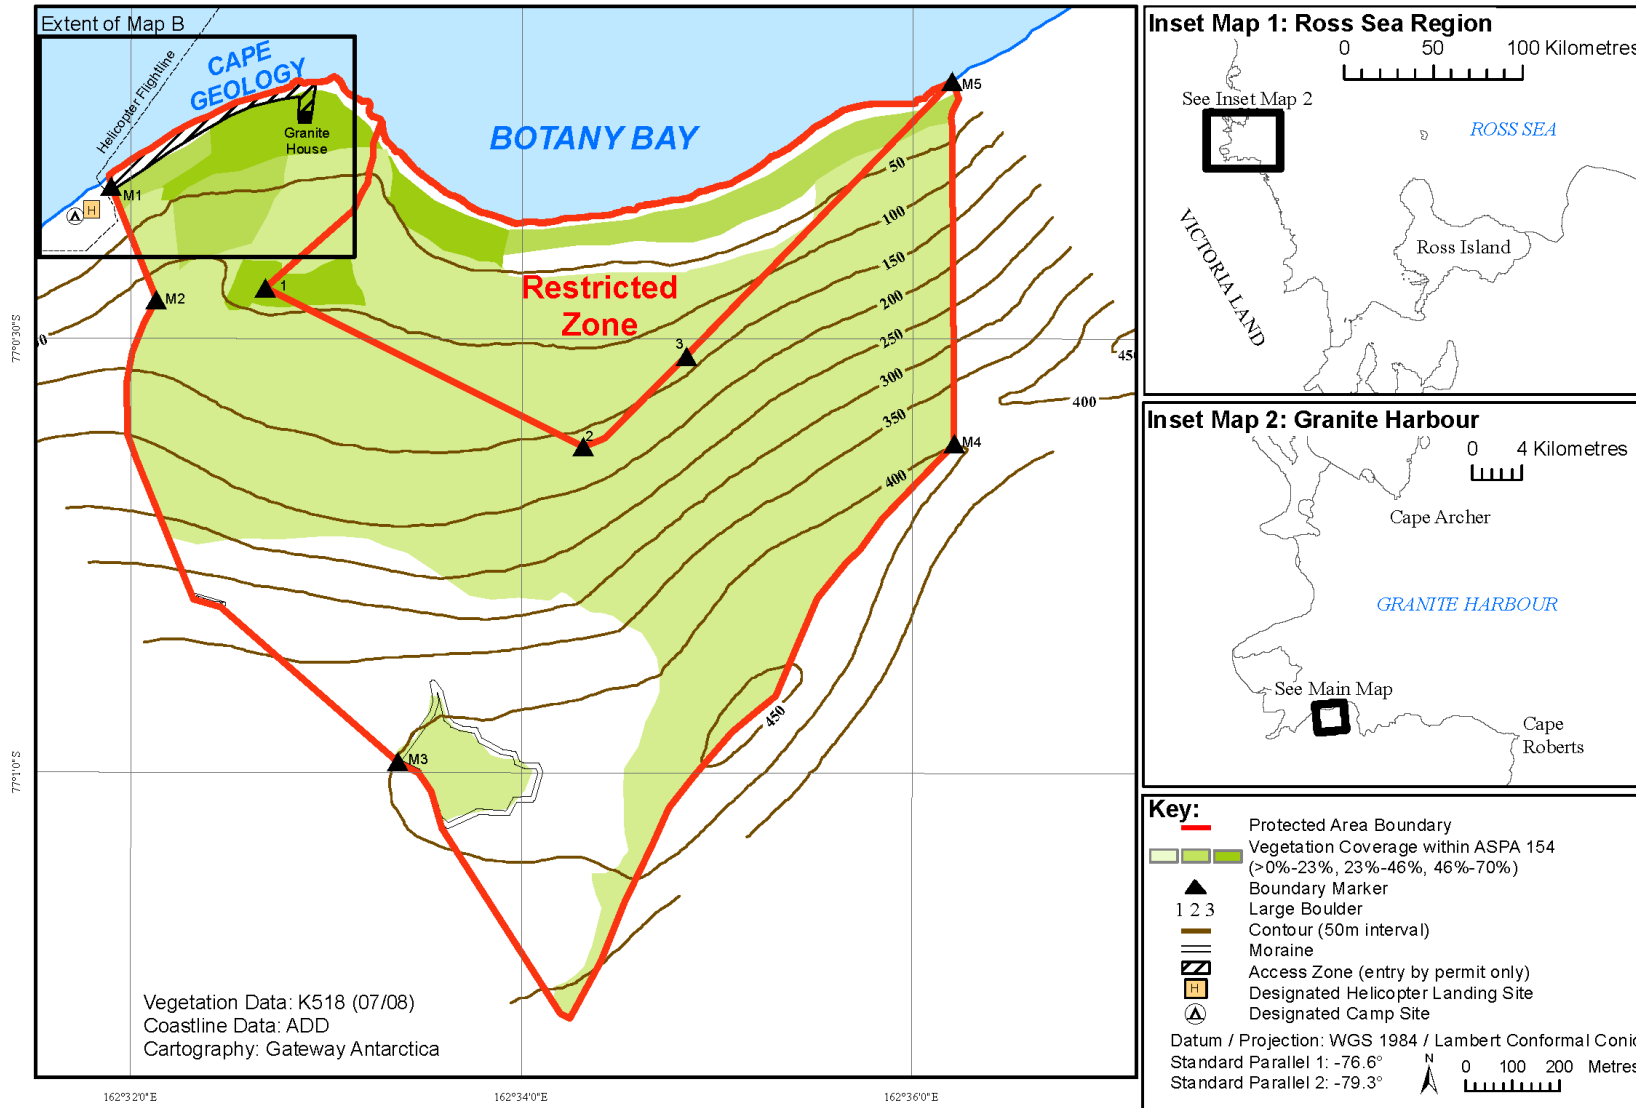 Extent of Map B
CAPE
GEOLOGY
Helicopter Flightline
Granite
House
BOTANY BAY
M5
M1
H
M2
1
Restricted
Zone
3
2
M4
M3
50
100
150
200
250
300
350
400
450
400
45
77°0'30"S
77°1'0"S
162°32'0"E
162°34'0"E
162°36'0"E
Vegetation Data: K518 (07/08)
Coastline Data: ADD
Cartography: Gateway Antarctica
Inset Map 1: Ross Sea Region
0 50 100 Kilometres
See Inset Map 2
ROSS SEA
VICTORIA LAND
Ross Island
Inset Map 2: Granite Harbour
0 4 Kilometres
Cape Archer
GRANITE HARBOUR
See Main Map
Cape
Roberts
Key:
Protected Area Boundary
Vegetation Coverage within ASPA 154
(>0%-23%, 23%-46%, 46%-70%)
Boundary Marker
1 2 3 Large Boulder
Contour (50m interval)
Moraine
Access Zone (entry by permit only)
H Designated Helicopter Landing Site
Designated Camp Site
Datum / Projection: WGS 1984 / Lambert Conformal Conic
Standard Parallel 1: -76.6°
Standard Parallel 2: -79.3°
N
0 100 200 Metres